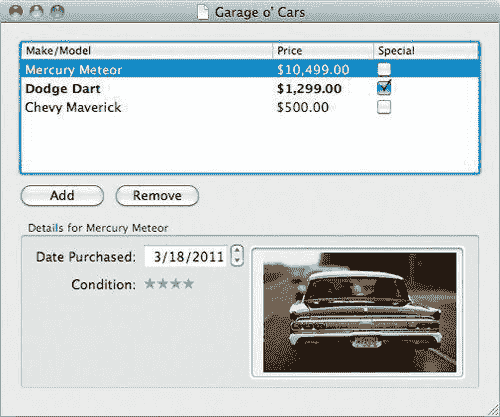 Garage o' Cars
Make/Model Price Special
Mercury Meteor $10,499.00
Dodge Dart $1,299.00
Chevy Maverick $500.00
Add Remove
Details for Mercury Meteor
Date Purchased: 3/18/2011
Condition: ★★★★